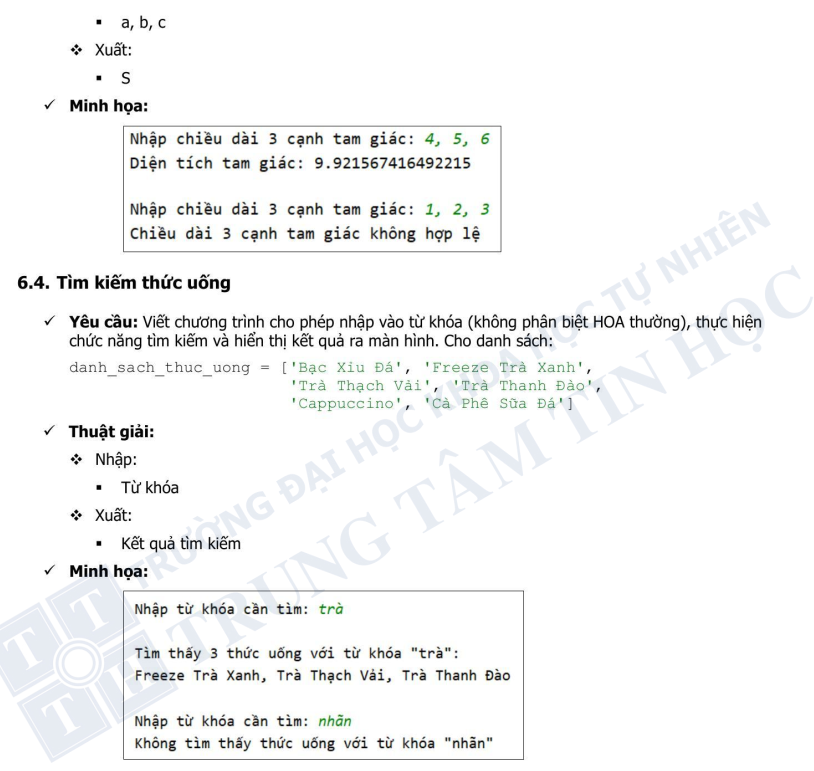 ▪ a, b, c
❖ Xuất:
▪ S
✓ Minh họa:
Nhập chiều dài 3 cạnh tam giác: 4, 5, 6
Diện tích tam giác: 9.921567416492215
Nhập chiều dài 3 cạnh tam giác: 1, 2, 3
Chiều dài 3 cạnh tam giác không hợp lệ
6.4. Tìm kiếm thức uống
✓ Yêu cầu: Viết chương trình cho phép nhập vào từ khóa (không phân biệt HOA thường), thực hiện
chức năng tìm kiếm và hiển thị kết quả ra màn hình. Cho danh sách:
danh_sach_thuc_uong = ['Bạc Xỉu Đá', 'Freeze Trà Xanh',
'Trà Thạch Vải', 'Trà Thanh Đào',
'Cappuccino', 'Cà Phê Sữa Đá']
✓ Thuật giải:
❖ Nhập:
▪ Từ khóa
❖ Xuất:
▪ Kết quả tìm kiếm
✓ Minh họa:
Nhập từ khóa cần tìm: trà
Tìm thấy 3 thức uống với từ khóa "trà":
Freeze Trà Xanh, Trà Thạch Vải, Trà Thanh Đào
Nhập từ khóa cần tìm: nhãn
Không tìm thấy thức uống với từ khóa "nhãn"
TRƯỜNG ĐẠI HỌC KHOA HỌC TỰ NHIÊN
TRUNG TÂM TIN HỌC
T T
T H